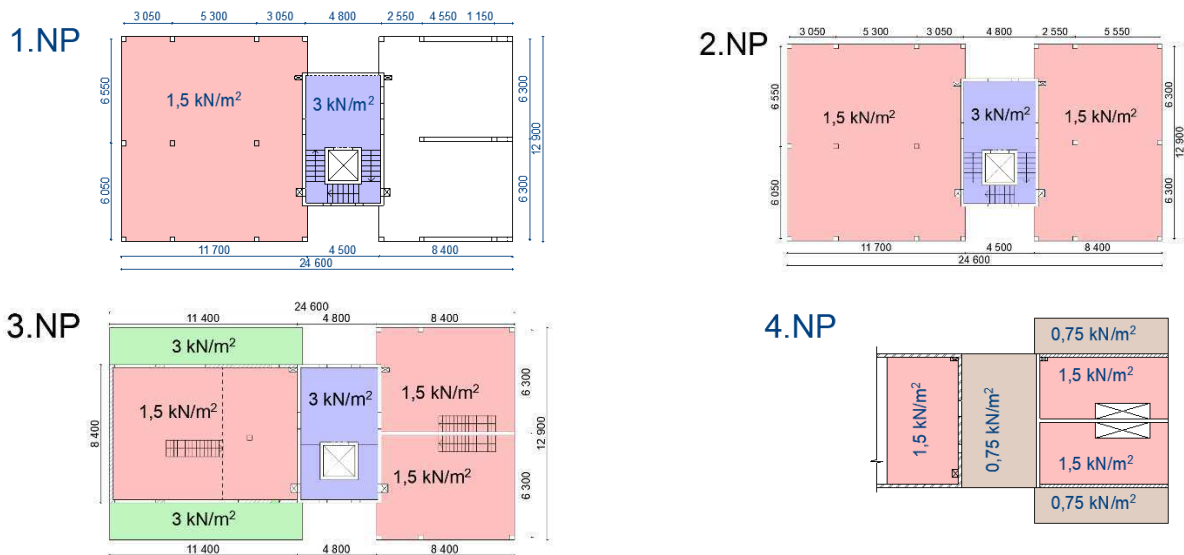 1.NP
3 050
5 300
3 050
4 800
2 550
4 550
1 150
6 550
6 050
1,5 kN/m²
3 kN/m²
6 300
6 300
12 900
11 700
4 500
8 400
24 600
2.NP
3 050
5 300
3 050
4 800
2 550
5 550
6 550
6 050
1,5 kN/m²
3 kN/m²
1,5 kN/m²
6 300
6 300
12 900
11 700
4 500
8 400
24 600
3.NP
24 600
11 400
4 800
8 400
3 kN/m²
8 400
1,5 kN/m²
3 kN/m²
1,5 kN/m²
1,5 kN/m²
6 300
6 300
12 900
3 kN/m²
11 400
4 800
8 400
4.NP
0,75 kN/m²
1,5 kN/m²
0,75 kN/m²
1,5 kN/m²
1,5 kN/m²
0,75 kN/m²